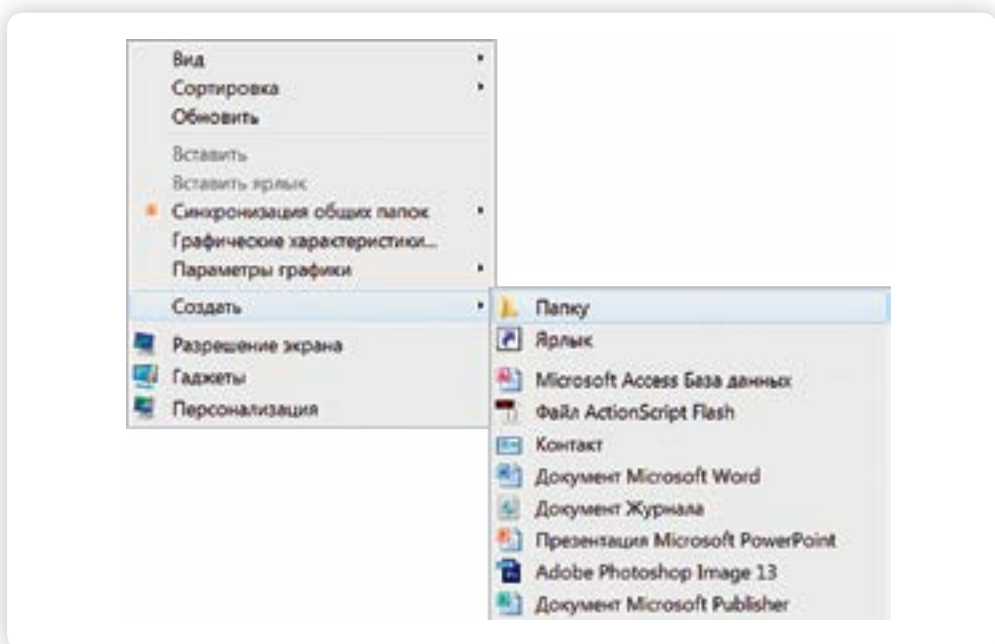 Вид
Сортировка
Обновить
Вставить
Вставить ярлык
Синхронизация общих папок
Графические характеристики...
Параметры графики
Создать
Разрешение экрана
Гаджеты
Персонализация
Папку
Ярлык
Microsoft Access База данных
Файл ActionScript Flash
Контакт
Документ Microsoft Word
Документ Журнала
Презентация Microsoft PowerPoint
Adobe Photoshop Image 13
Документ Microsoft Publisher